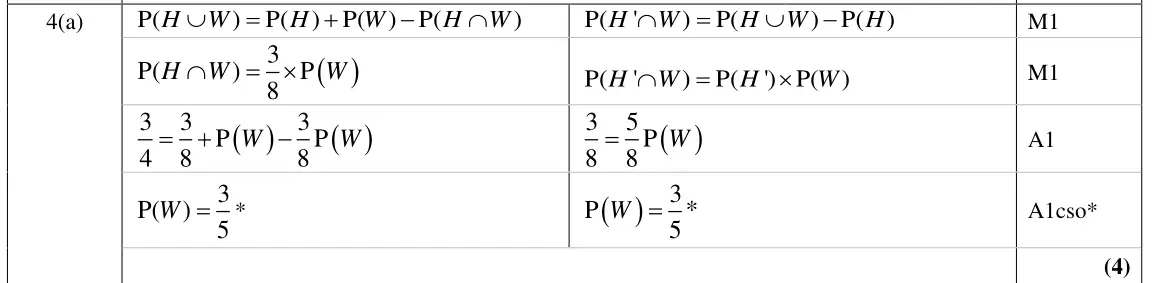 4(a) P(H ∪ W) = P(H) + P(W) − P(H ∩ W) P(H '∩ W) = P(H ∪ W) − P(H) M1
P(H ∩ W) = 3/8 × P(W) P(H '∩ W) = P(H ') × P(W) M1
3/4 = 3/8 + P(W) − 3/8 P(W) 3/8 = 5/8 P(W) A1
P(W) = 3/5 * P(W) = 3/5 * A1cso*
(4)